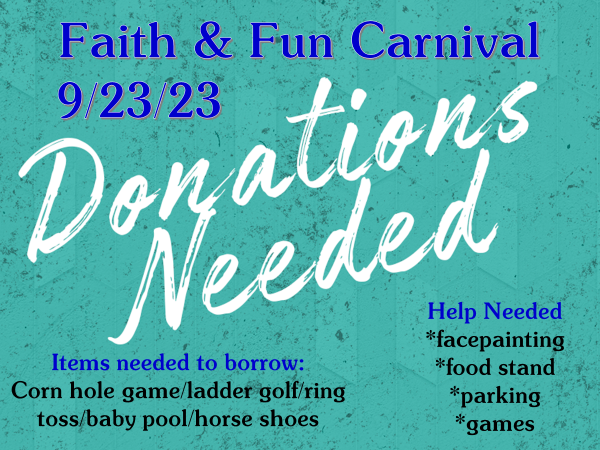 Faith & Fun Carnival
9/23/23
Donations
Needed
Help Needed
*facepainting
*food stand
*parking
*games
Items needed to borrow:
Corn hole game/ladder golf/ring
toss/baby pool/horse shoes